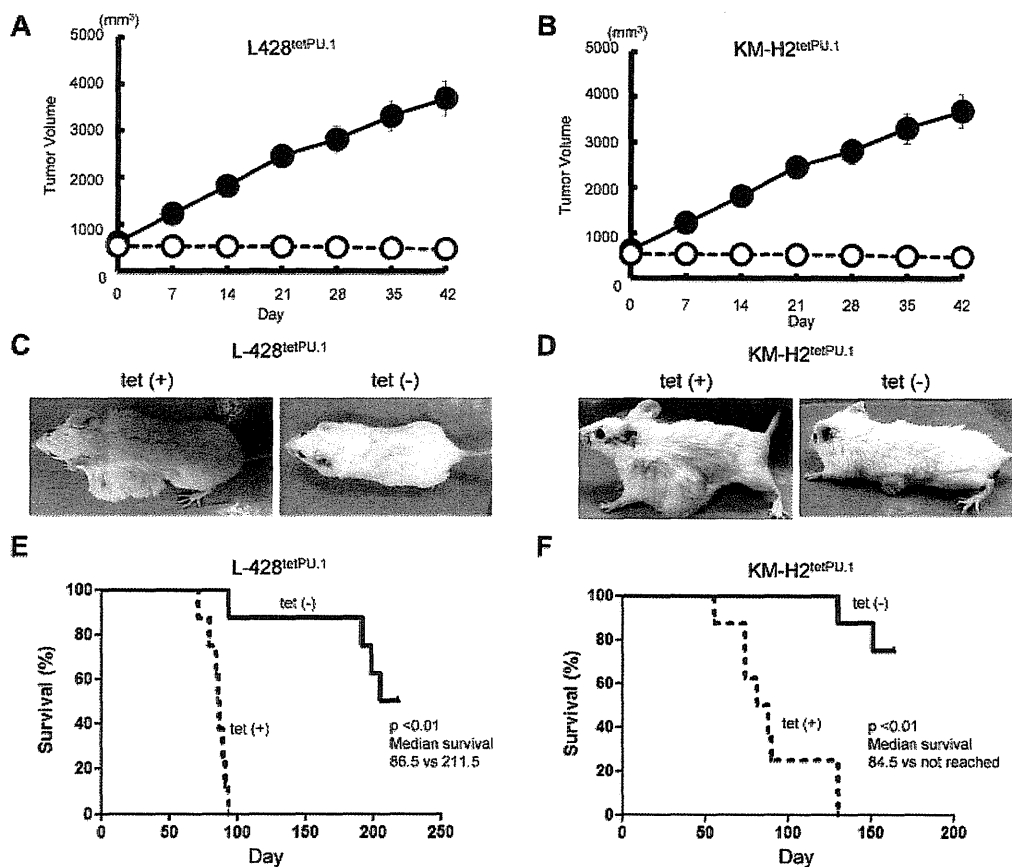 A
(mm³)
L428tetPU.1
5000
4000
3000
2000
1000
0
Tumor Volume
0 7 14 21 28 35 42
Day
B
(mm³)
KM-H2tetPU.1
5000
4000
3000
2000
1000
0
Tumor Volume
0 7 14 21 28 35 42
Day
C
L-428tetPU.1
tet (+) tet (-)
D
KM-H2tetPU.1
tet (+) tet (-)
E
L-428tetPU.1
100
80
60
40
20
0
Survival (%)
tet (-)
tet (+)
p <0.01
Median survival
86.5 vs 211.5
0 50 100 150 200 250
Day
F
KM-H2tetPU.1
100
80
60
40
20
0
Survival (%)
tet (-)
tet (+)
p <0.01
Median survival
84.5 vs not reached
0 50 100 150 200
Day